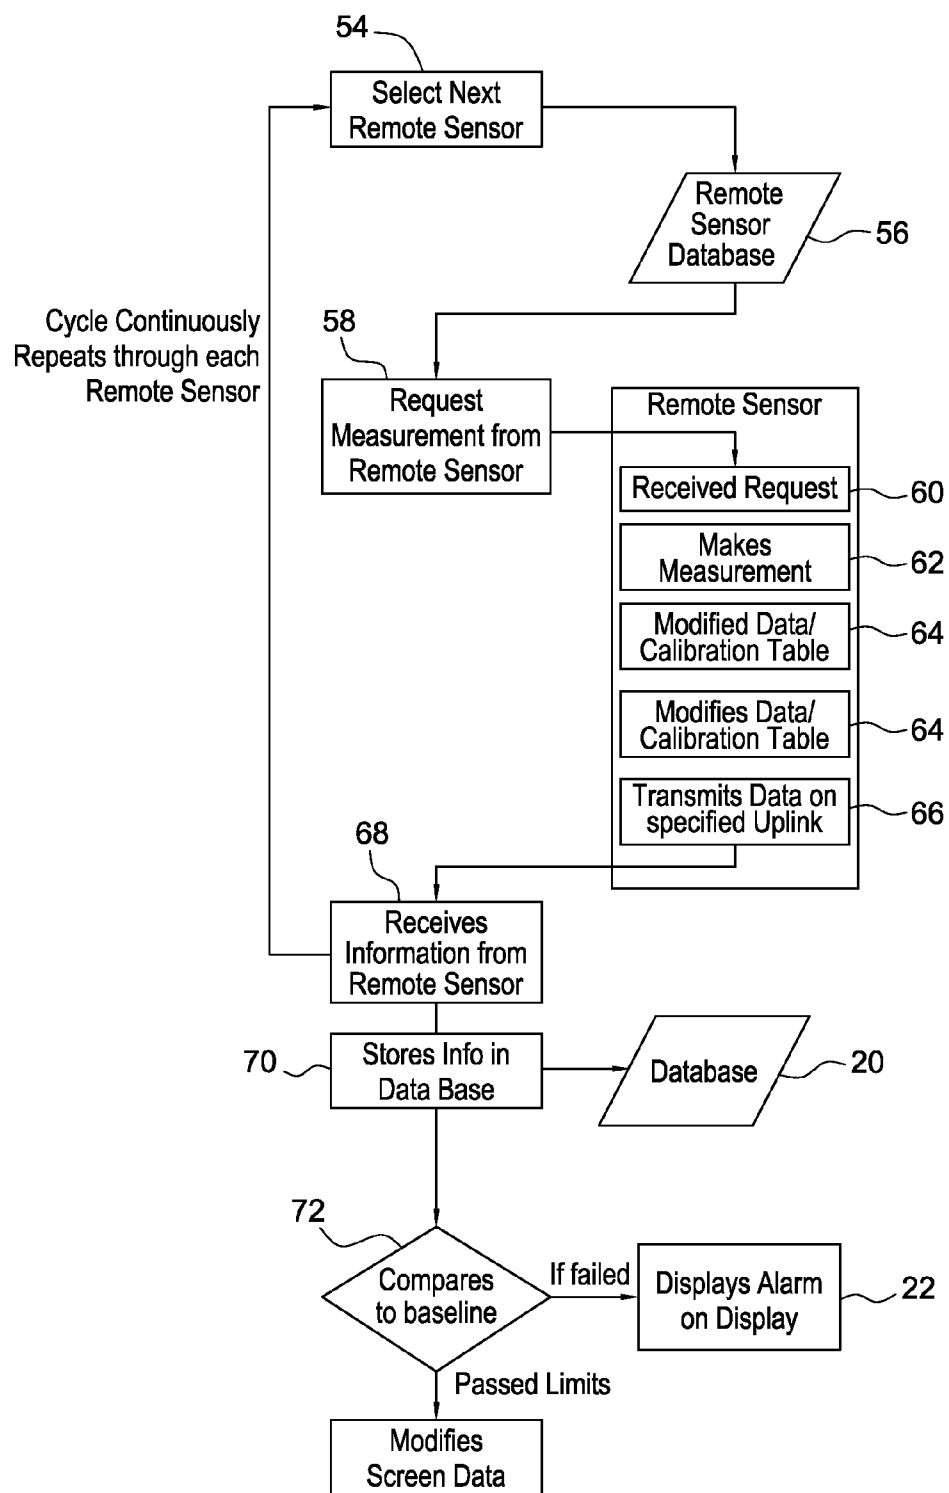 54
Select Next
Remote Sensor
Remote
Sensor
Database
56
Cycle Continuously
Repeats through each
Remote Sensor
58
Request
Measurement from
Remote Sensor
Remote Sensor
Received Request
60
Makes
Measurement
62
Modified Data/
Calibration Table
64
Modifies Data/
Calibration Table
64
Transmits Data on
specified Uplink
66
68
Receives
Information from
Remote Sensor
70
Stores Info in
Data Base
Database
20
72
Compares
to baseline
If failed
Displays Alarm
on Display
22
Passed Limits
Modifies
Screen Data